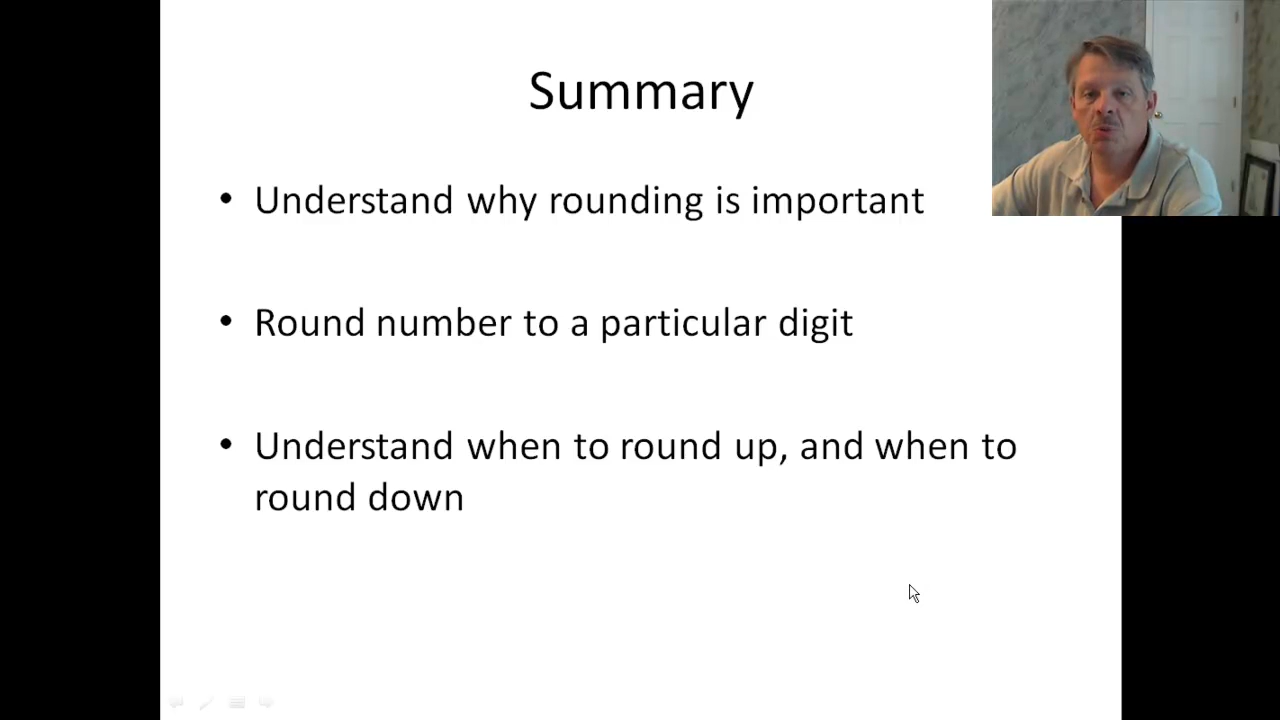 Summary
• Understand why rounding is important
• Round number to a particular digit
• Understand when to round up, and when to
round down